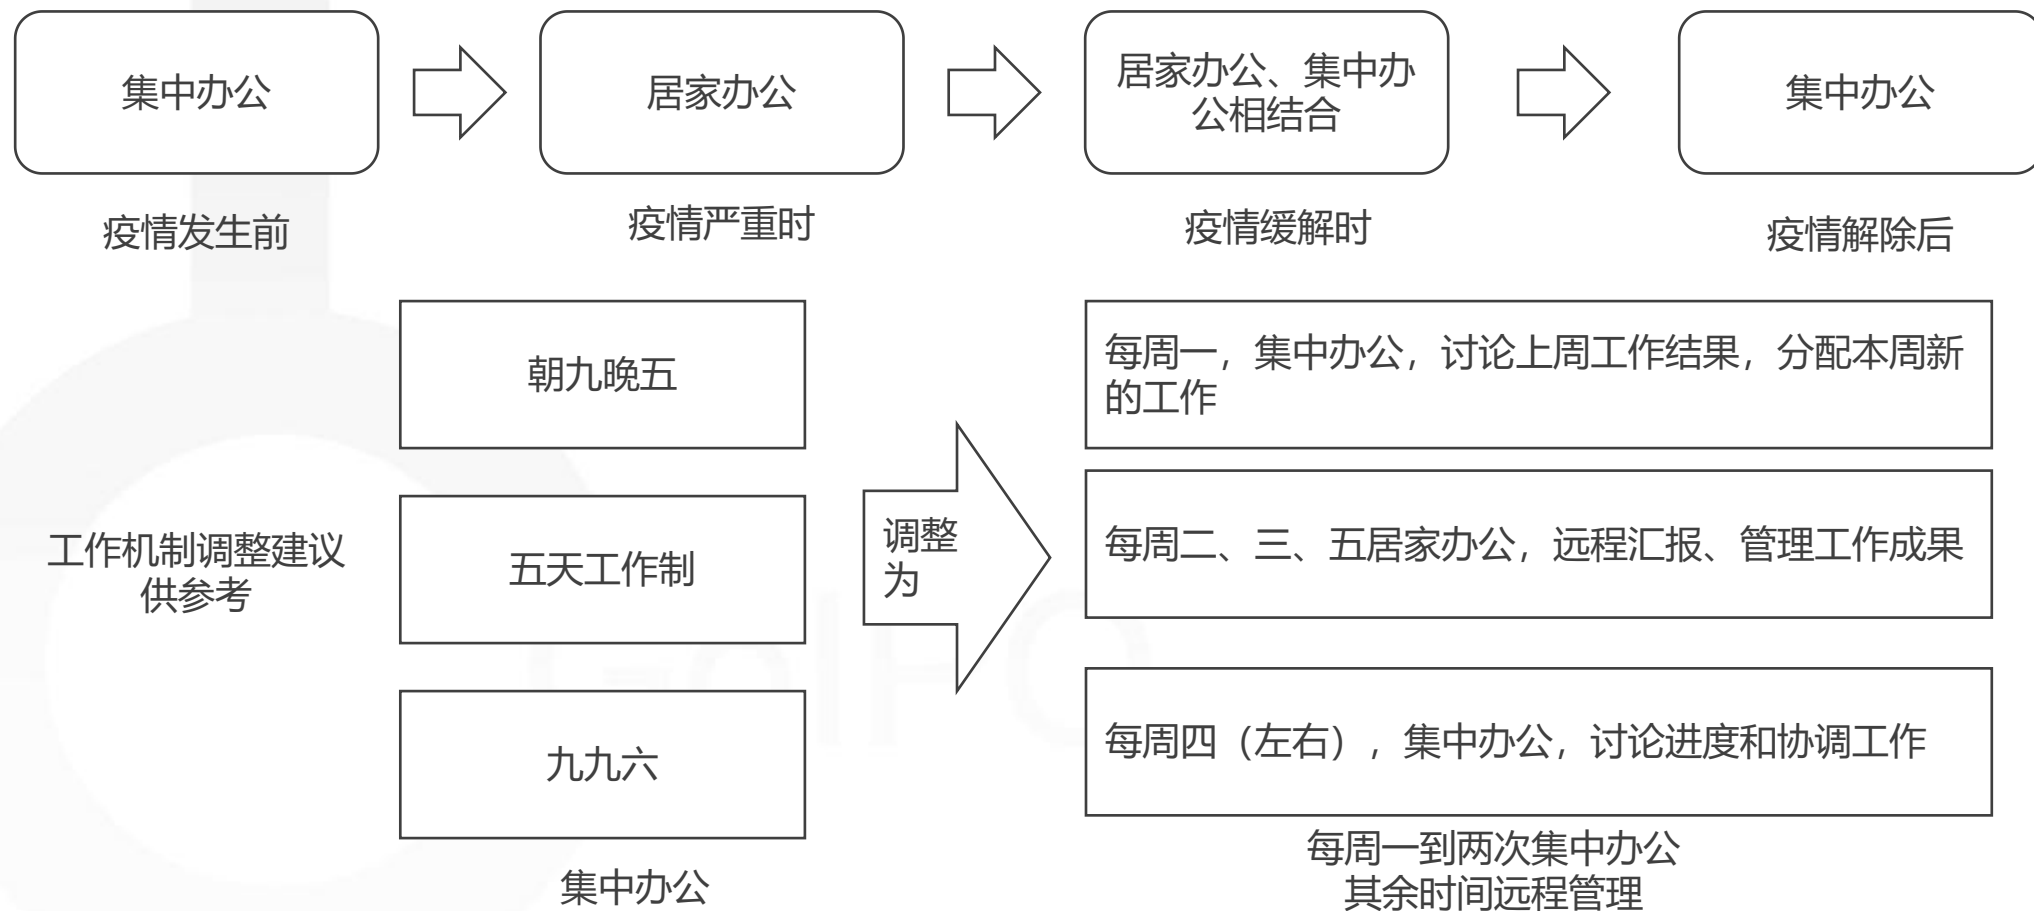 集中办公
居家办公
居家办公、集中办
公相结合
集中办公
疫情发生前
疫情严重时
疫情缓解时
疫情解除后
工作机制调整建议
供参考
朝九晚五
五天工作制
九九六
集中办公
调整
为
每周一，集中办公，讨论上周工作结果，分配本周新
的工作
每周二、三、五居家办公，远程汇报、管理工作成果
每周四（左右），集中办公，讨论进度和协调工作
每周一到两次集中办公
其余时间远程管理